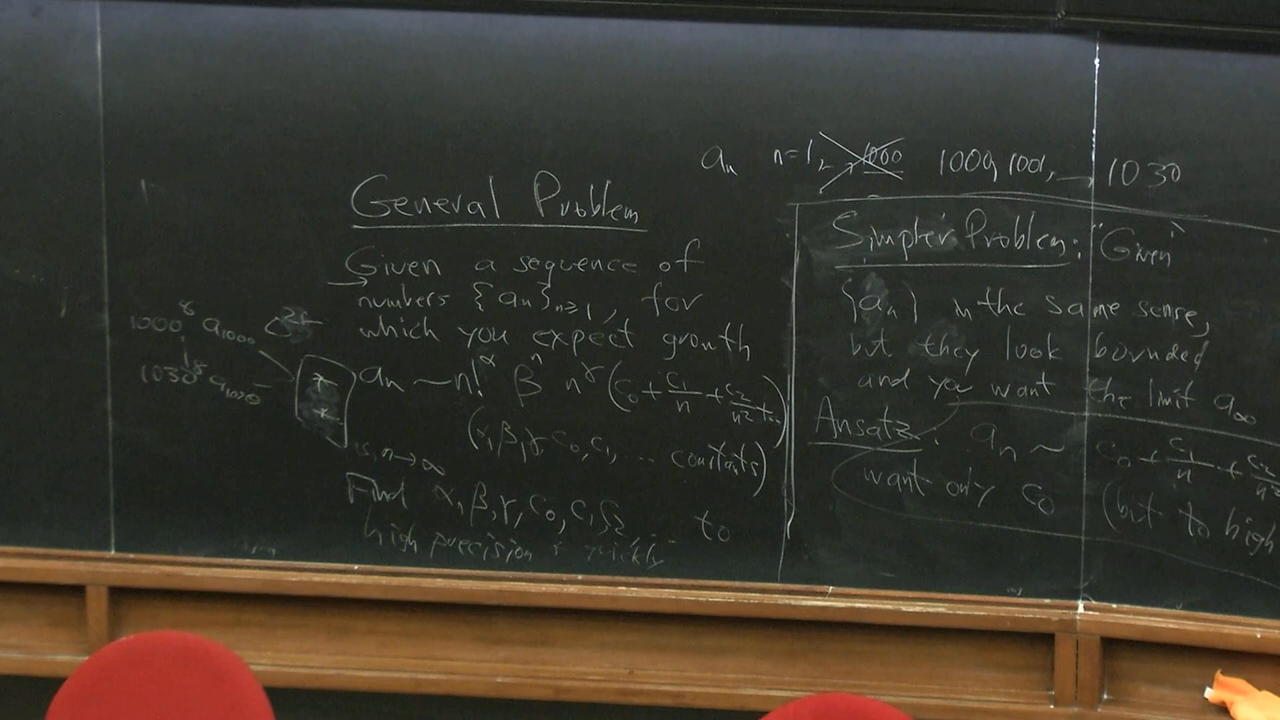 aₙ n=1, ..., 1000 1000, 1001, ..., 1030
General Problem
Given a sequence of
numbers {aₙ}ₙ≥₁, for
which you expect growth
aₙ ~ n!^α βⁿ n^γ (c₀ + c₁/n + c₂/n² + ...)
(α, β, γ, c₀, c₁, ... constants)
as n→∞
Find α, β, γ, c₀, c₁, c₂, ... to
high precision & quickly.
1000⁸ a₁₀₀₀
1030⁸ a₁₀₃₀
Simpler Problem: "Given"
{aₙ} in the same sense,
but they look bounded
and you want the limit a∞
Ansatz: aₙ ~ c₀ + c₁/n + c₂/n²
want only c₀ (but to high